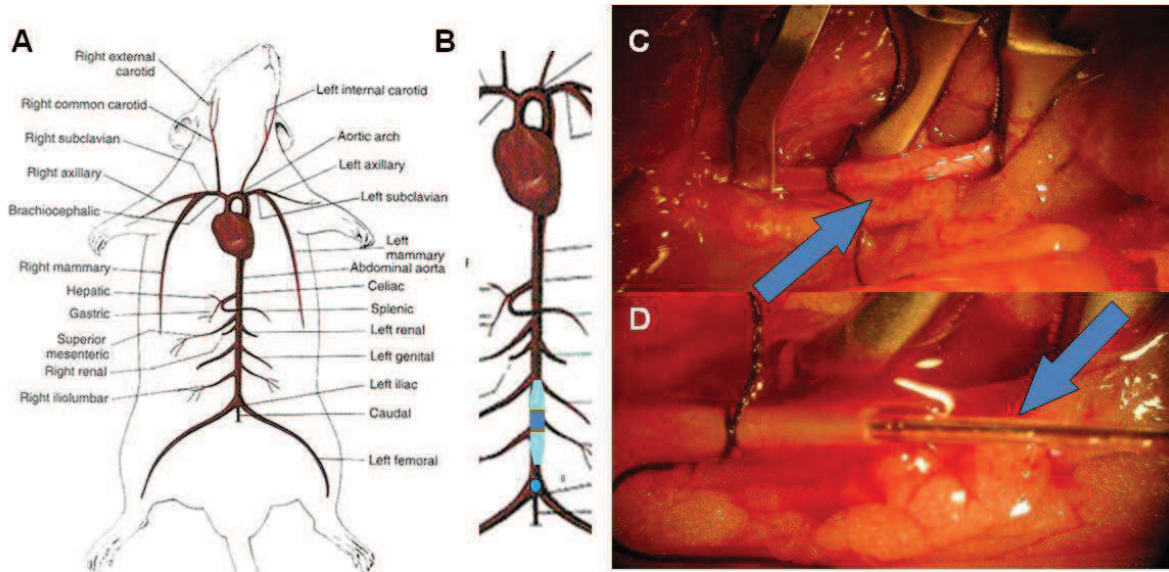 A
Right external
carotid
Right common carotid
Right subclavian
Right axillary
Brachiocephalic
Right mammary
Hepatic
Gastric
Superior
mesenteric
Right renal
Right iliolumbar
Left internal carotid
Aortic arch
Left axillary
Left subclavian
Left
mammary
Abdominal aorta
Celiac
Splenic
Left renal
Left genital
Left iliac
Caudal
Left femoral
B
C
D